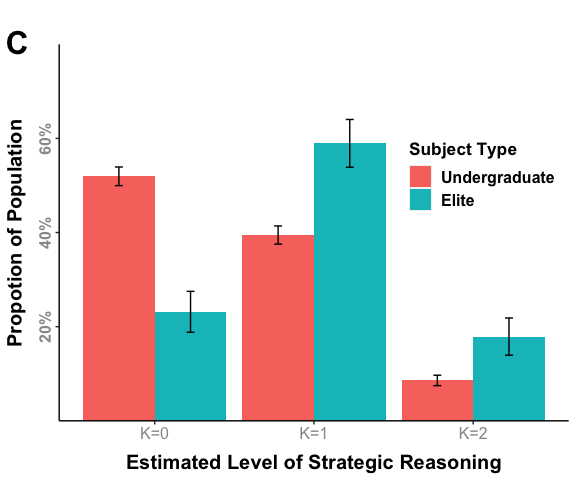 C
Propotion of Population
60%
40%
20%
Subject Type
Undergraduate
Elite
K=0
K=1
K=2
Estimated Level of Strategic Reasoning